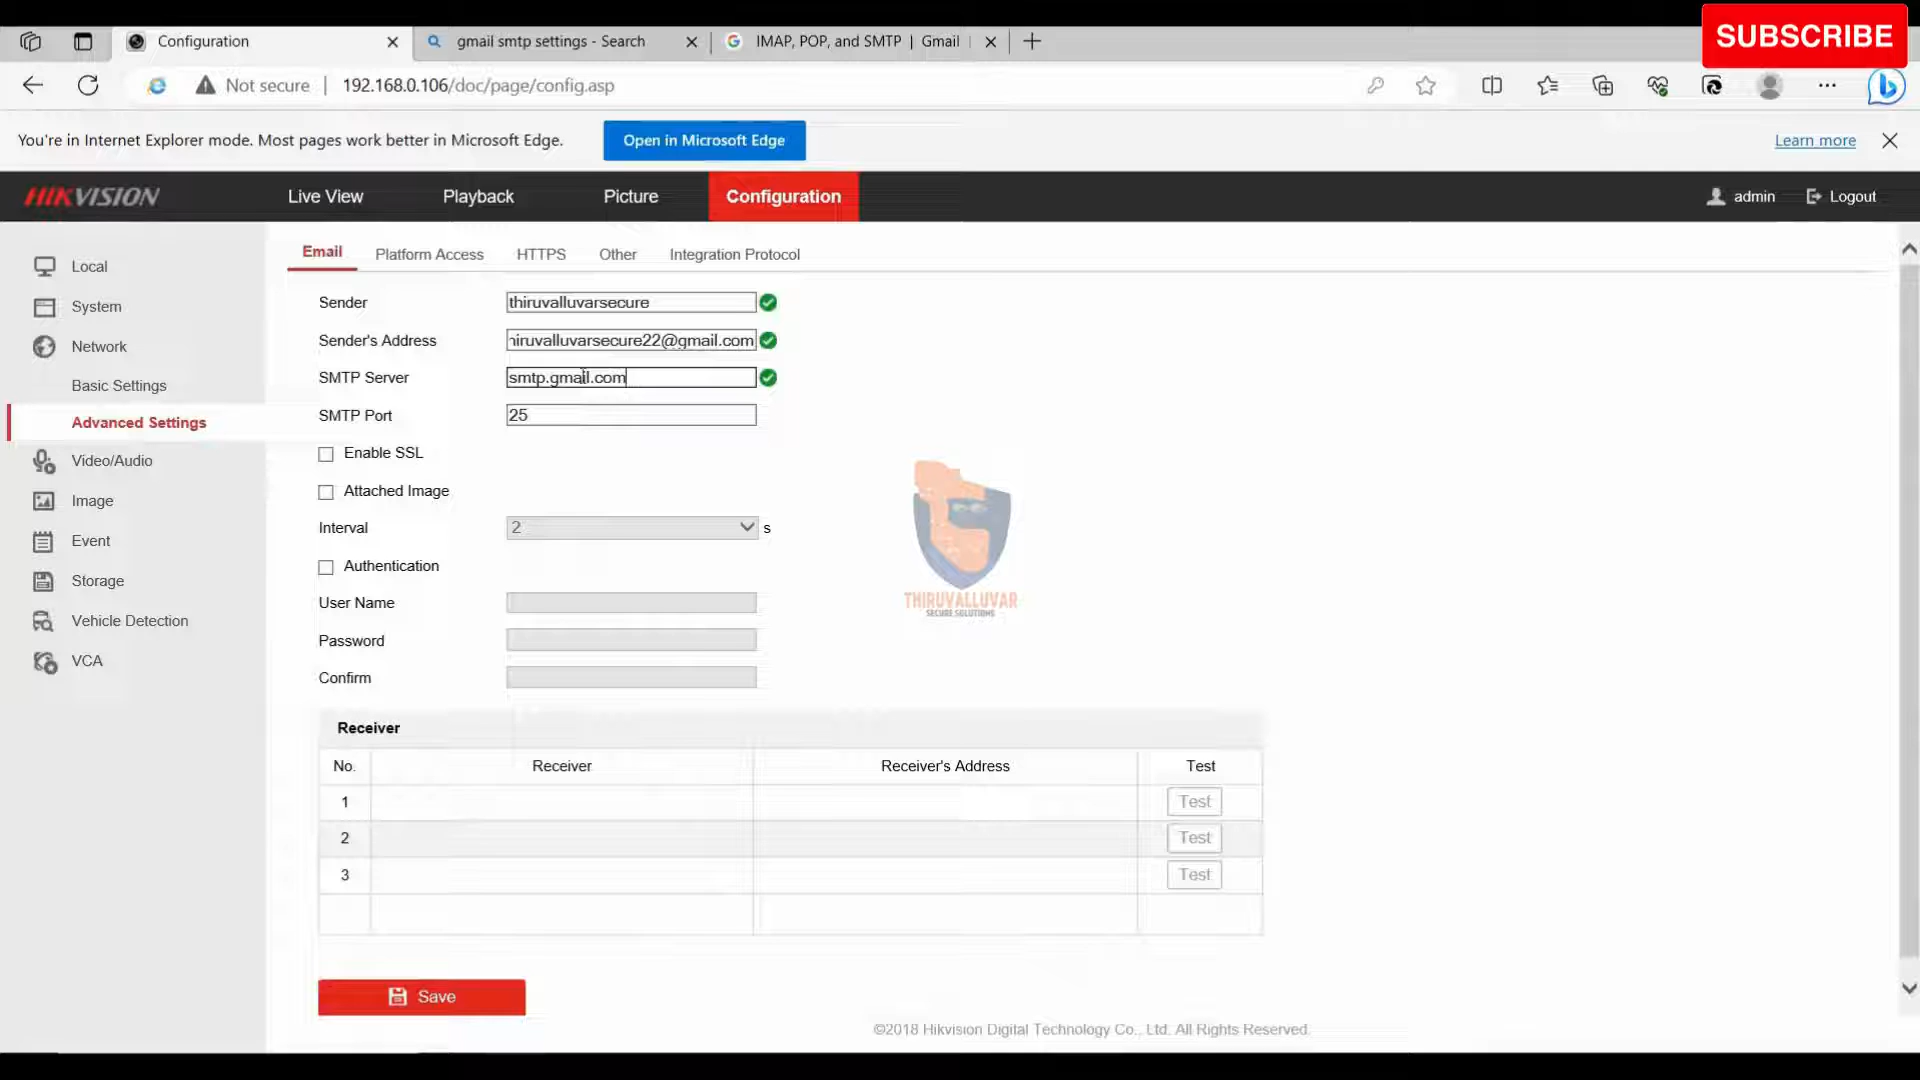 SUBSCRIBE
Configuration
gmail smtp settings - Search
IMAP, POP, and SMTP | Gmail
Not secure
192.168.0.106/doc/page/config.asp
You're in Internet Explorer mode. Most pages work better in Microsoft Edge.
Open in Microsoft Edge
Learn more
HIKVISION
Live View
Playback
Picture
Configuration
admin
Logout
Local
System
Network
Basic Settings
Advanced Settings
Video/Audio
Image
Event
Storage
Vehicle Detection
VCA
Email
Platform Access
HTTPS
Other
Integration Protocol
Sender
thiruvalluvarsecure
Sender's Address
hiruvalluvarsecure22@gmail.com
SMTP Server
smtp.gmail.com
SMTP Port
25
Enable SSL
Attached Image
Interval
2
s
Authentication
User Name
Password
Confirm
THIRUVALLUVAR
SECURE SOLUTIONS
Receiver
No.
Receiver
Receiver's Address
Test
1
Test
2
Test
3
Test
Save
©2018 Hikvision Digital Technology Co., Ltd. All Rights Reserved.